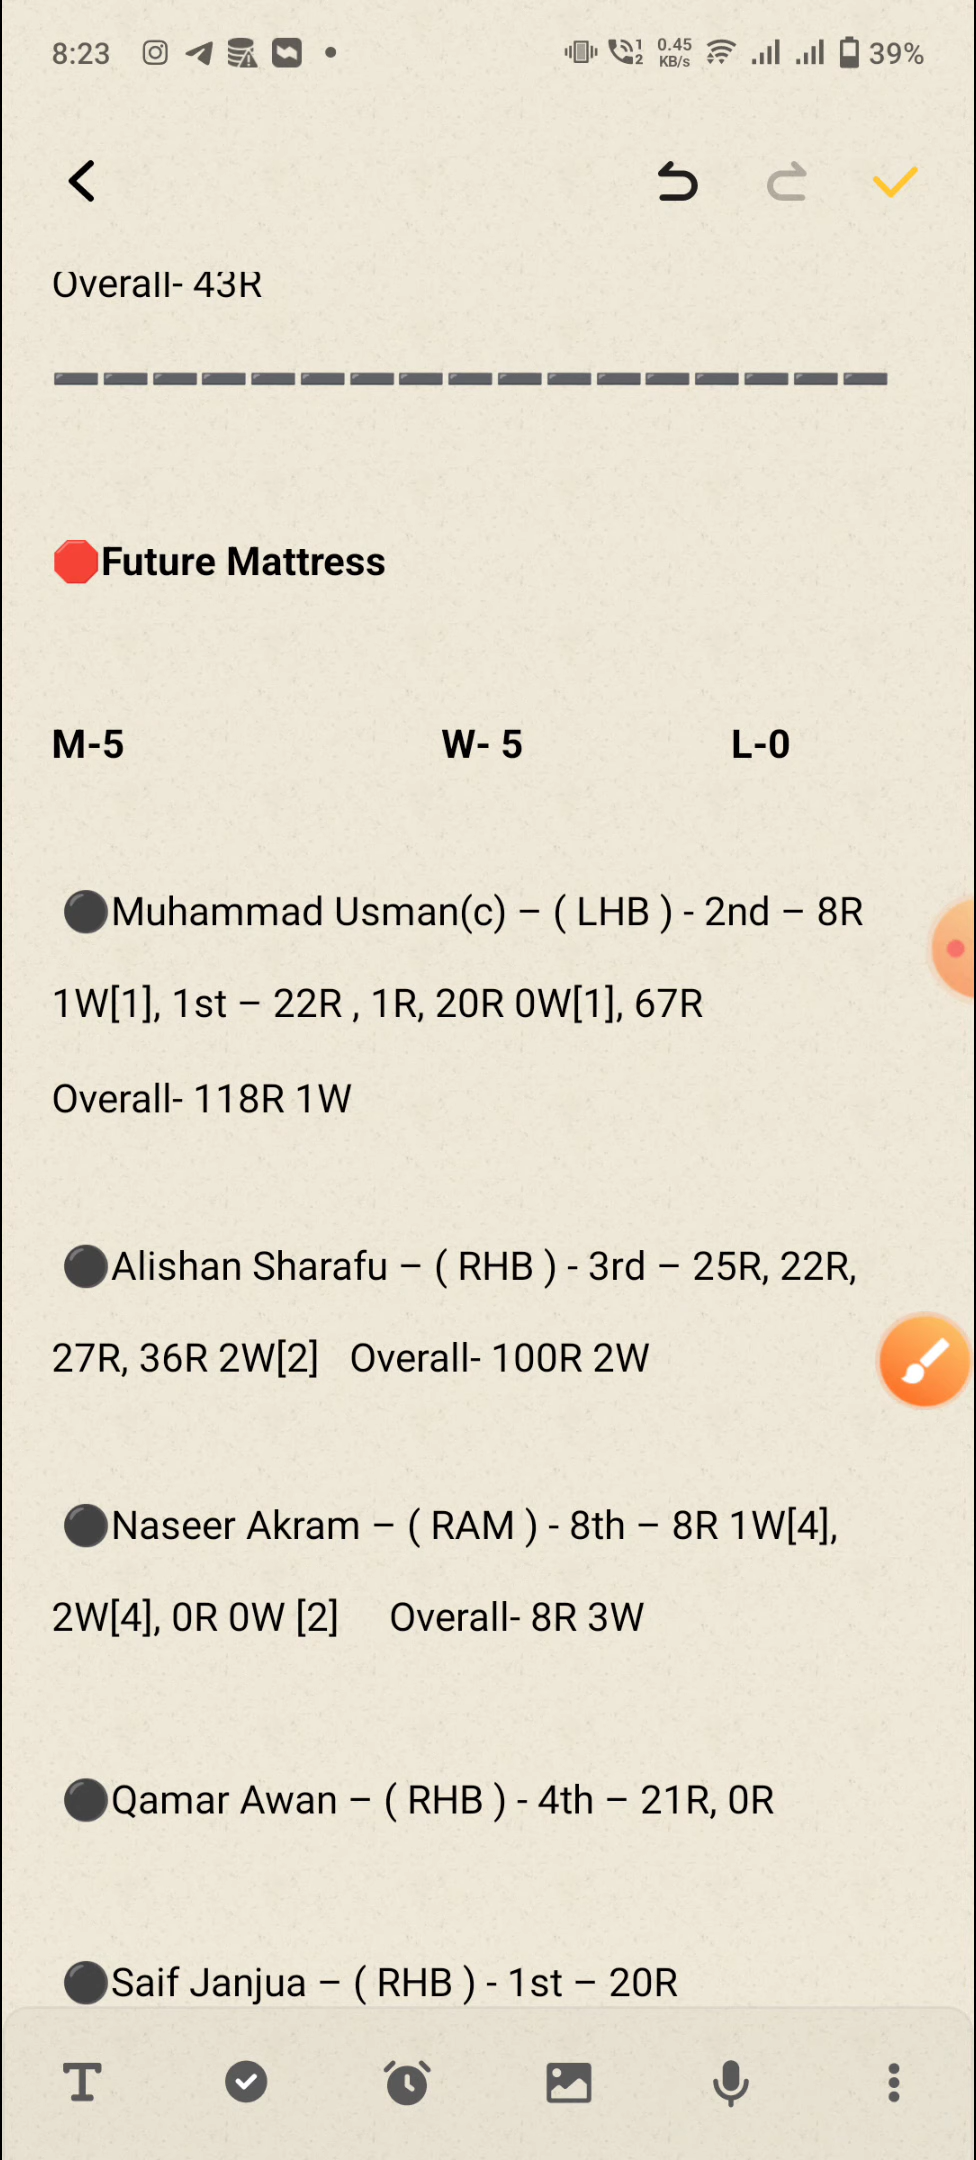 8:23 0.45 KB/s 39%
Overall- 43R
Future Mattress
M-5 W- 5 L-0
Muhammad Usman(c) – ( LHB ) - 2nd – 8R
1W[1], 1st – 22R , 1R, 20R 0W[1], 67R
Overall- 118R 1W
Alishan Sharafu – ( RHB ) - 3rd – 25R, 22R,
27R, 36R 2W[2] Overall- 100R 2W
Naseer Akram – ( RAM ) - 8th – 8R 1W[4],
2W[4], 0R 0W [2] Overall- 8R 3W
Qamar Awan – ( RHB ) - 4th – 21R, 0R
Saif Janjua – ( RHB ) - 1st – 20R